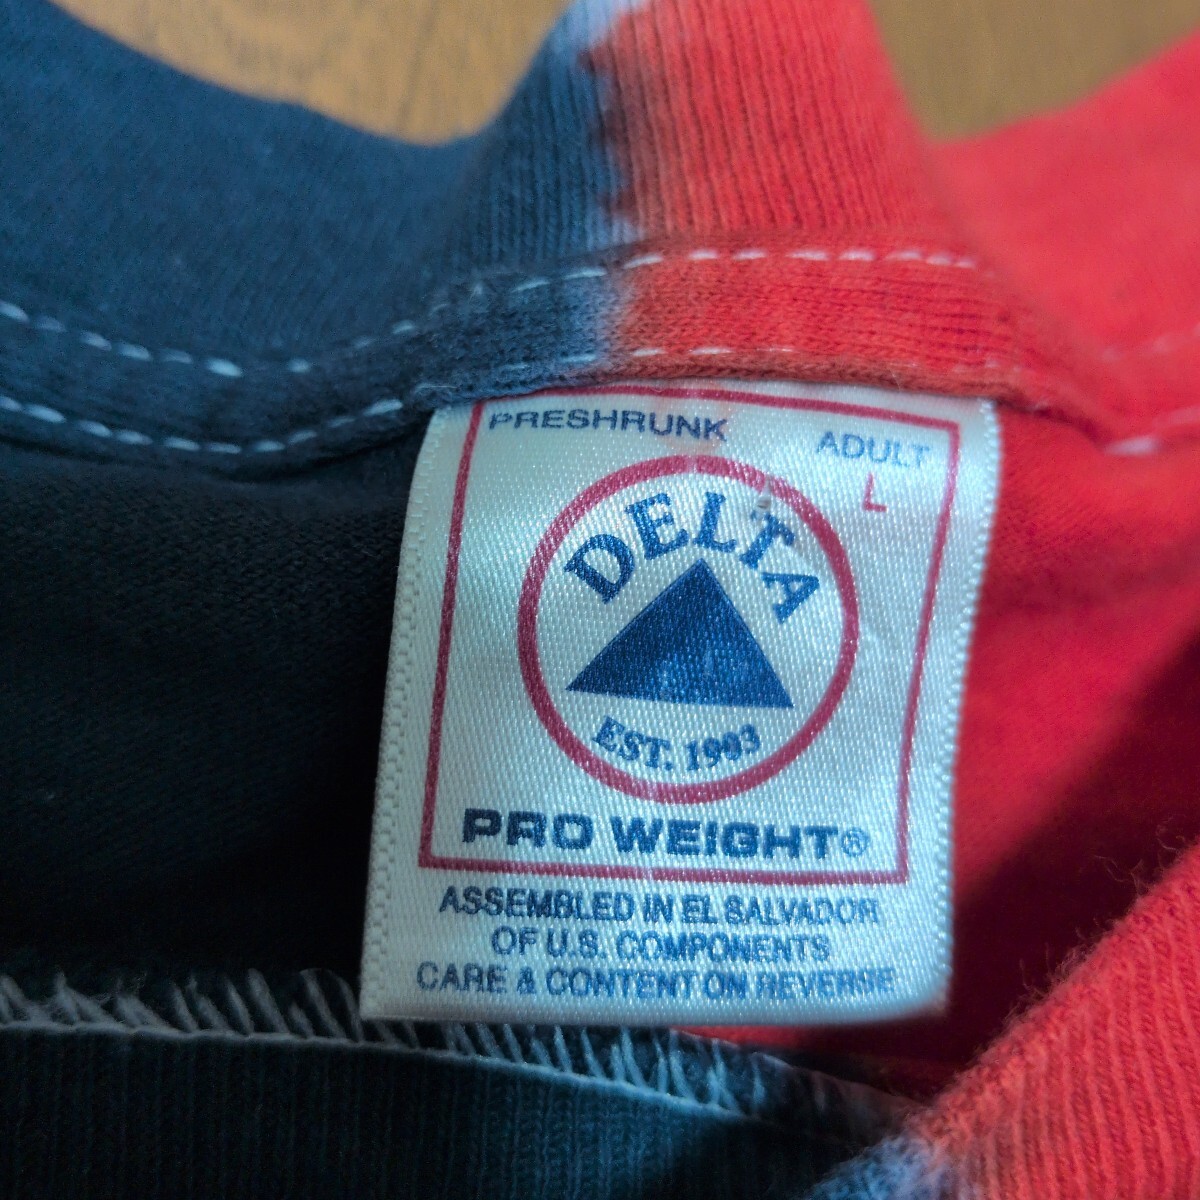 PRESHRUNK
ADULT
L
DELTA
EST. 1903
PRO WEIGHT®
ASSEMBLED IN EL SALVADOR
OF U.S. COMPONENTS
CARE & CONTENT ON REVERSE